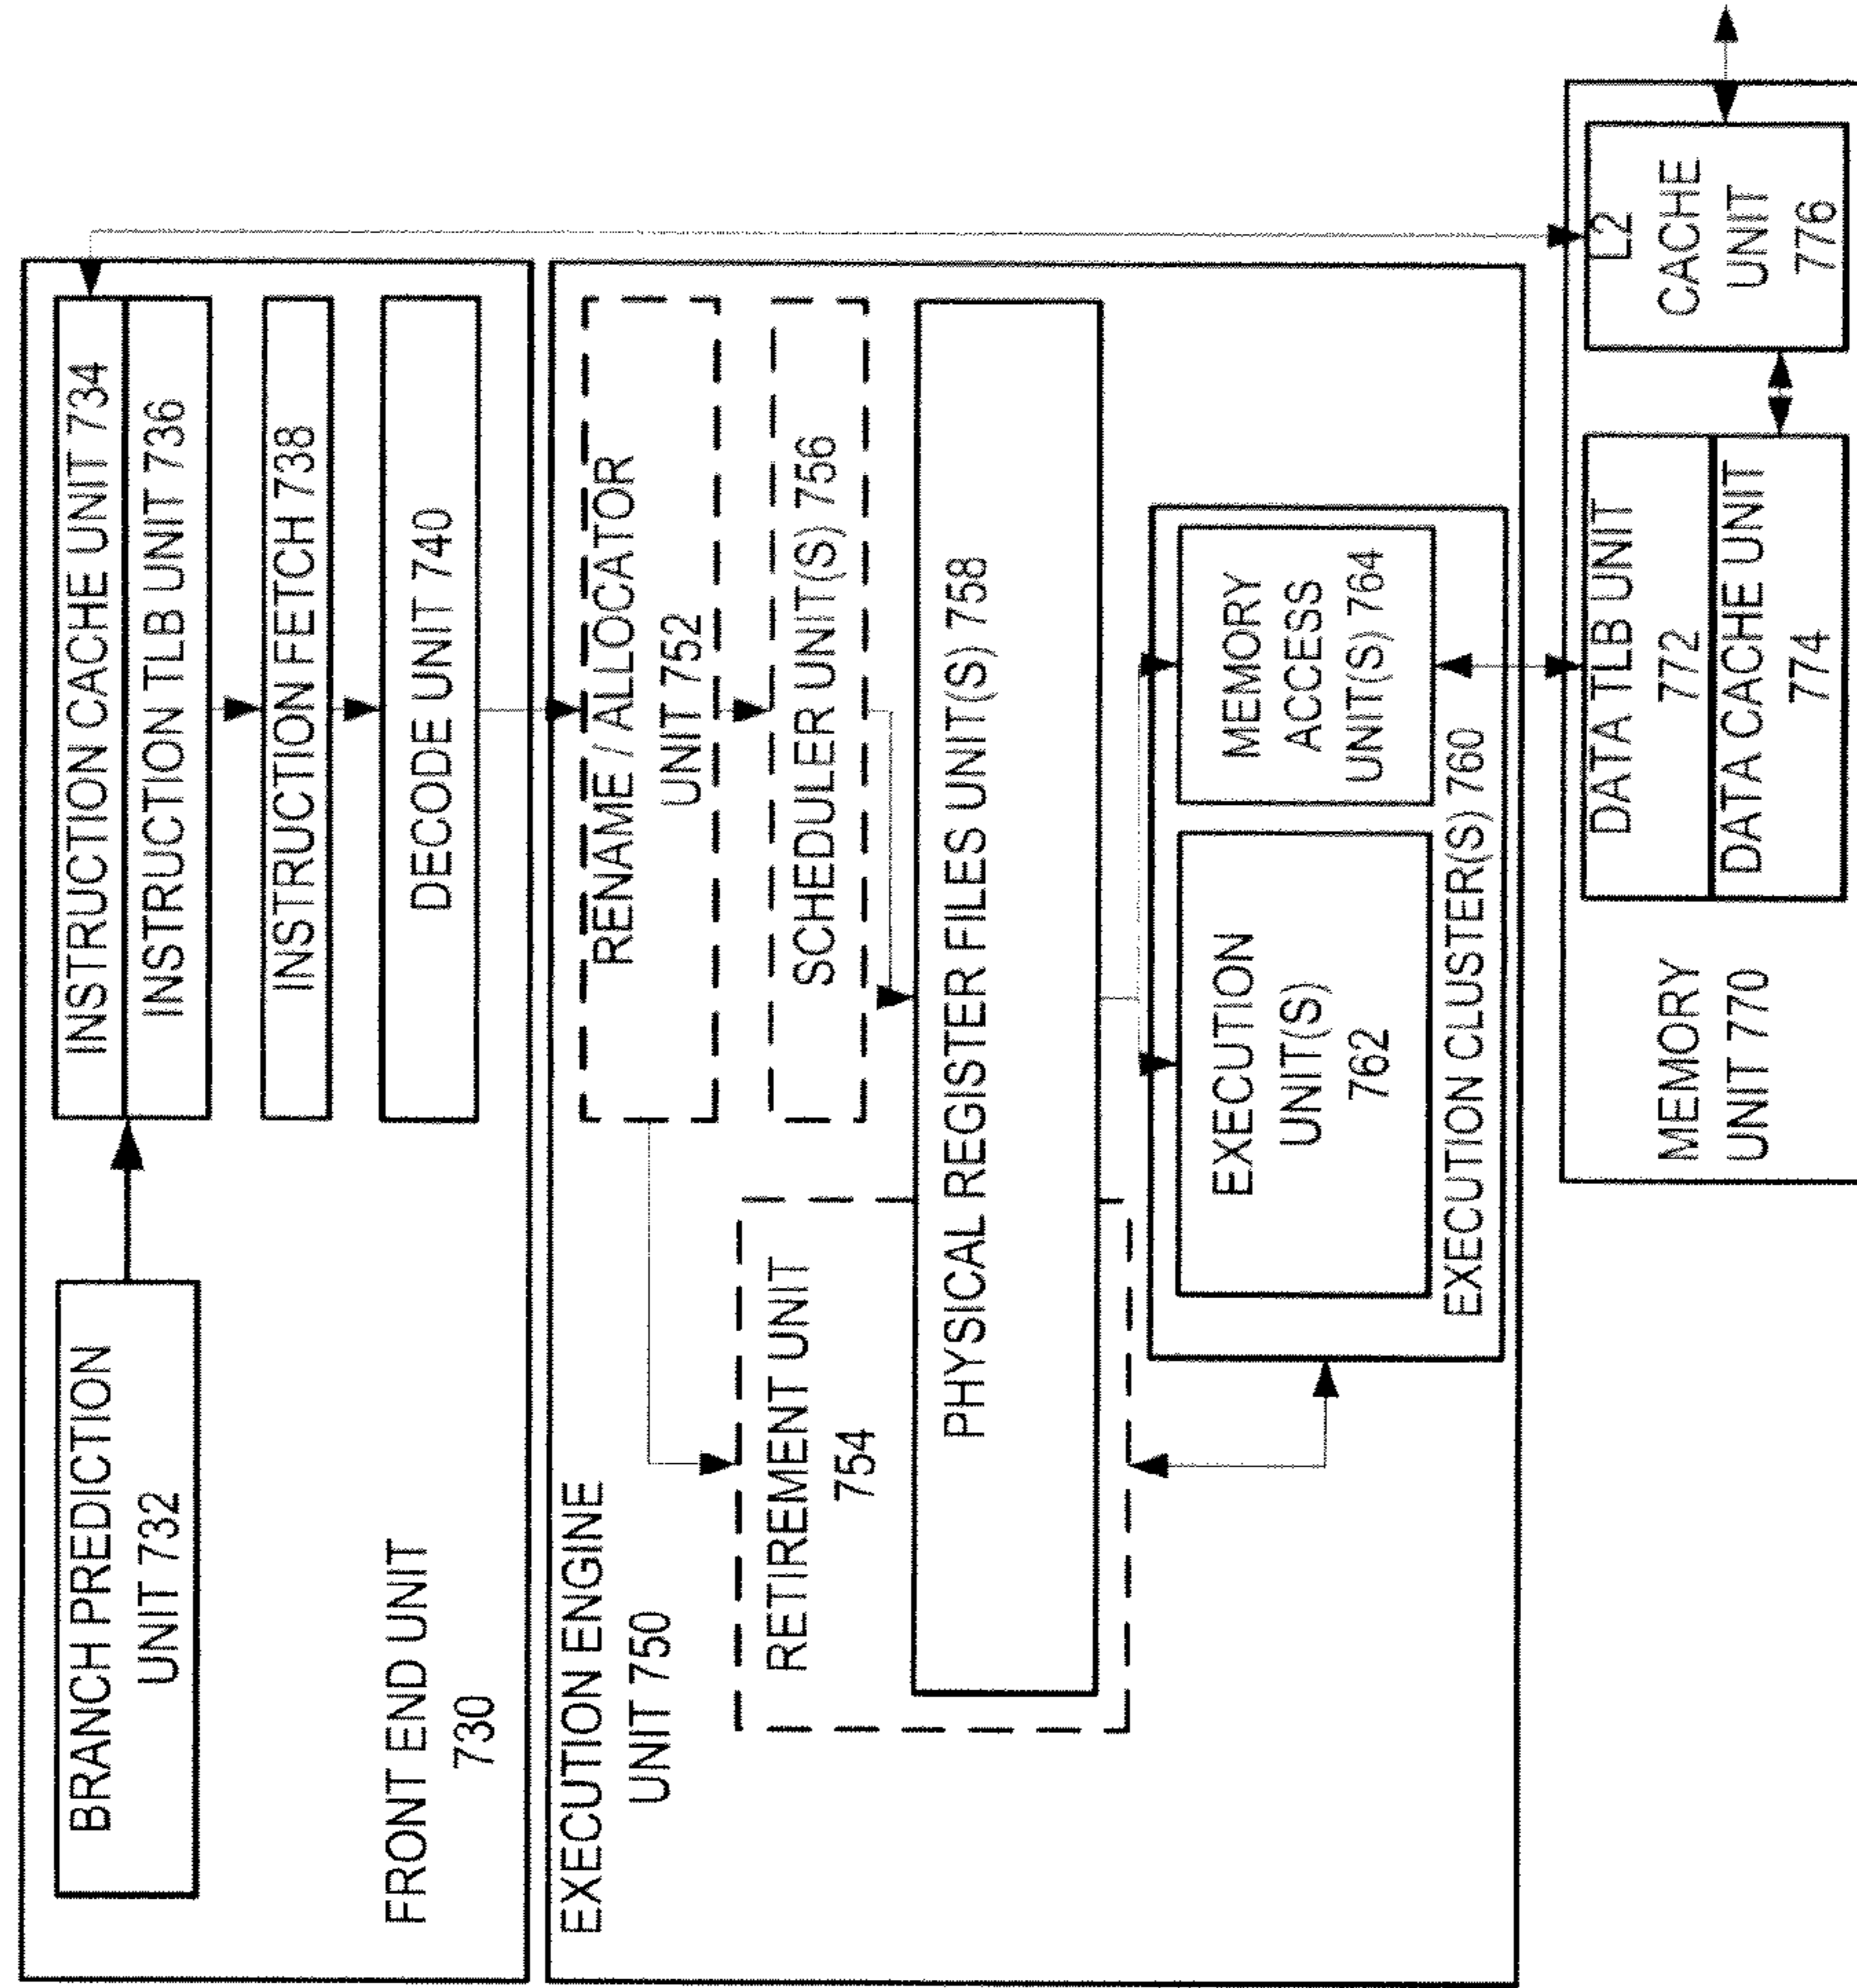 BRANCH PREDICTION
UNIT 732
INSTRUCTION CACHE UNIT 734
INSTRUCTION TLB UNIT 736
INSTRUCTION FETCH 738
DECODE UNIT 740
FRONT END UNIT
730
EXECUTION ENGINE
UNIT 750
RENAME / ALLOCATOR
UNIT 752
SCHEDULER UNIT(S) 756
RETIREMENT UNIT
754
PHYSICAL REGISTER FILES UNIT(S) 758
EXECUTION
UNIT(S)
762
MEMORY
ACCESS
UNIT(S) 764
EXECUTION CLUSTER(S) 760
MEMORY
UNIT 770
DATA TLB UNIT
772
DATA CACHE UNIT
774
L2
CACHE
UNIT
776